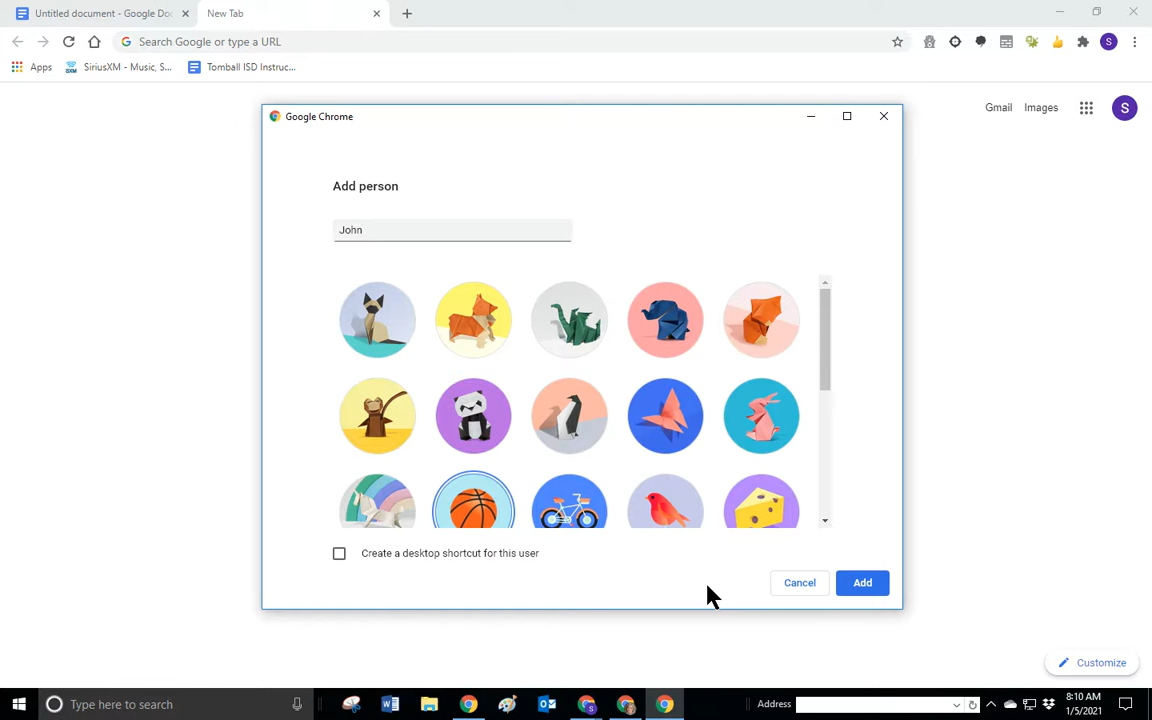 Untitled document - Google Doc
New Tab
Search Google or type a URL
S
Apps
SiriusXM - Music, S...
Tomball ISD Instruc...
Gmail
Images
S
Google Chrome
Add person
John
Create a desktop shortcut for this user
Cancel
Add
Customize
Type here to search
Address
8:10 AM
1/5/2021